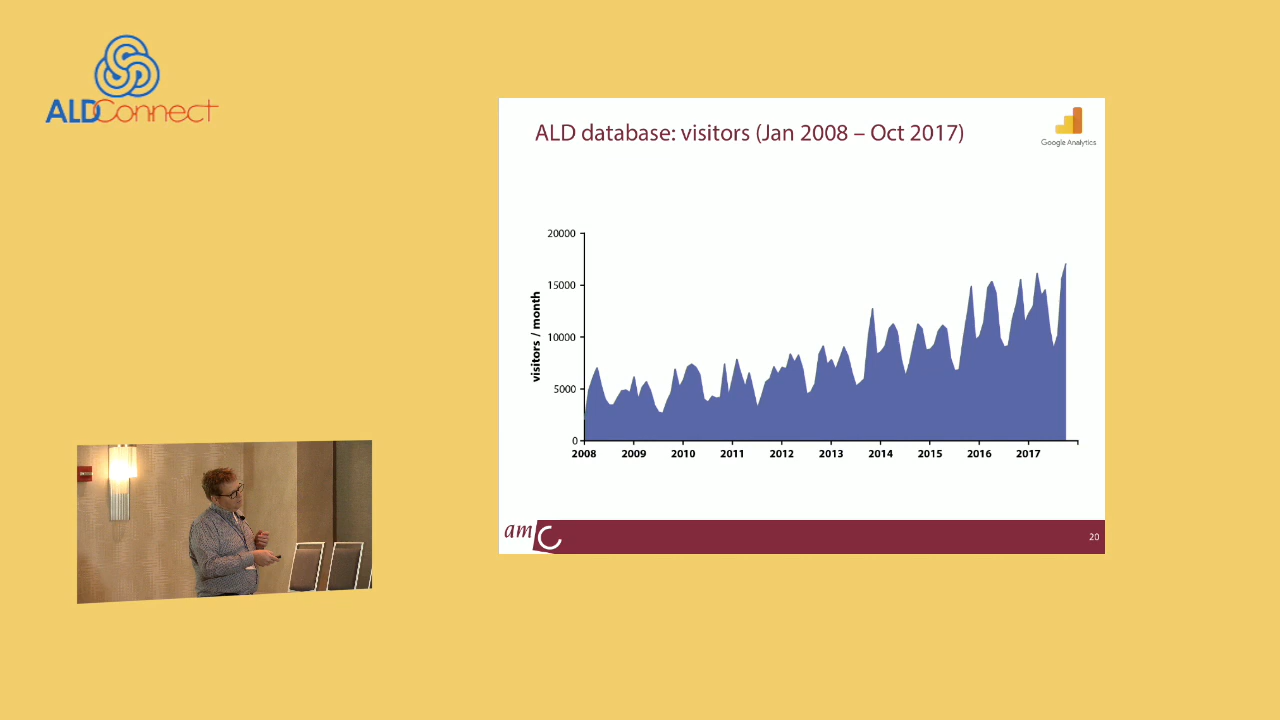 ALDConnect
ALD database: visitors (Jan 2008 – Oct 2017)
Google Analytics
visitors / month
20000
15000
10000
5000
0
2008 2009 2010 2011 2012 2013 2014 2015 2016 2017
amc
20